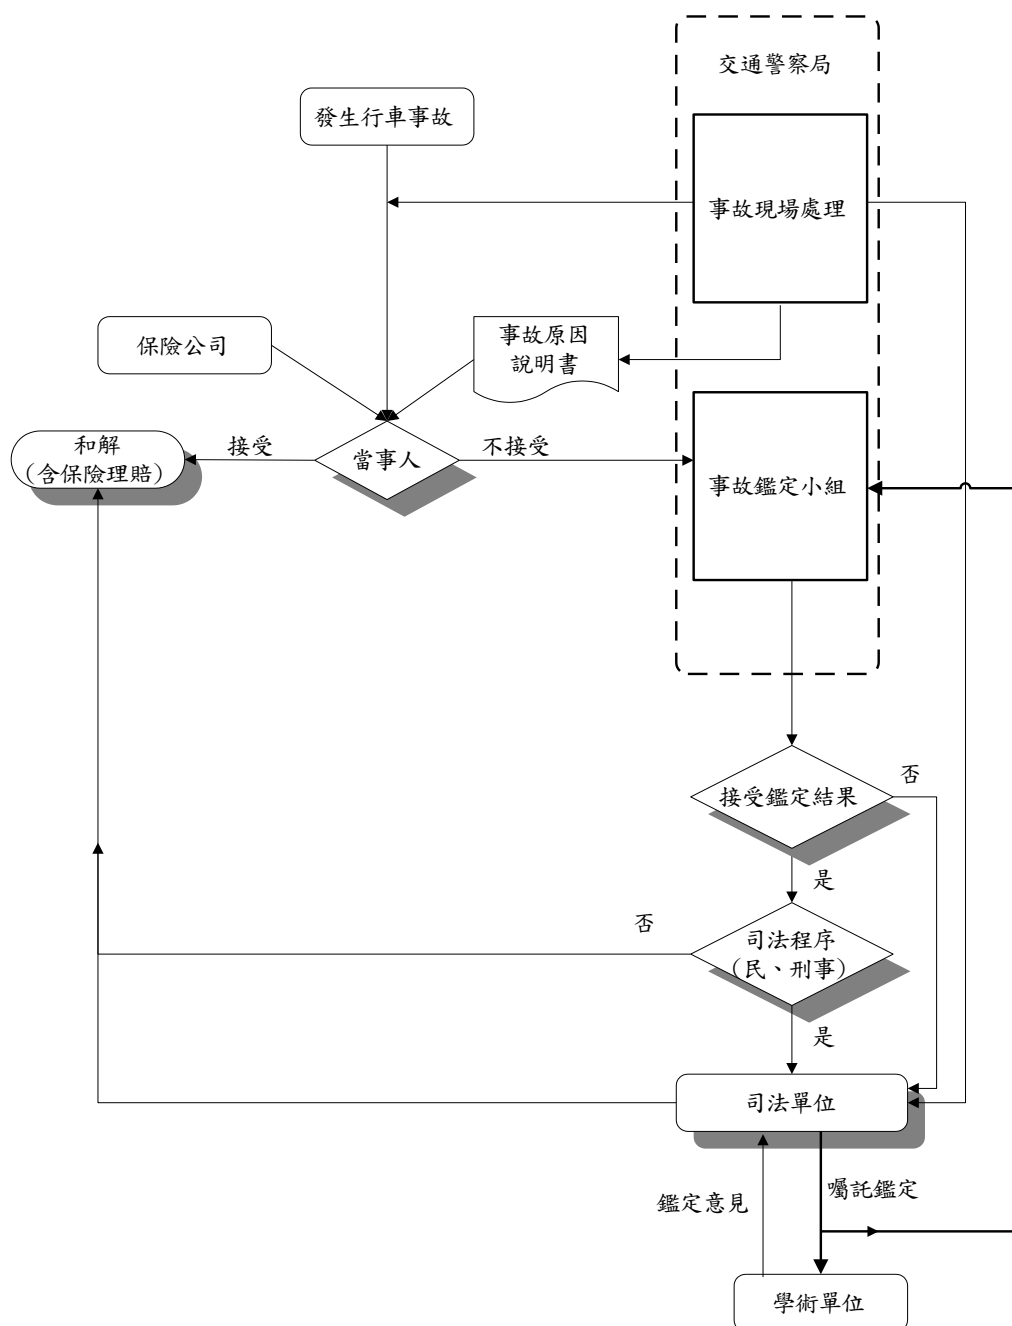 交通警察局
發生行車事故
事故現場處理
保險公司
事故原因
說明書
和解
(含保險理賠)
接受
當事人
不接受
事故鑑定小組
否
接受鑑定結果
是
否
司法程序
(民、刑事)
是
司法單位
鑑定意見
囑託鑑定
學術單位